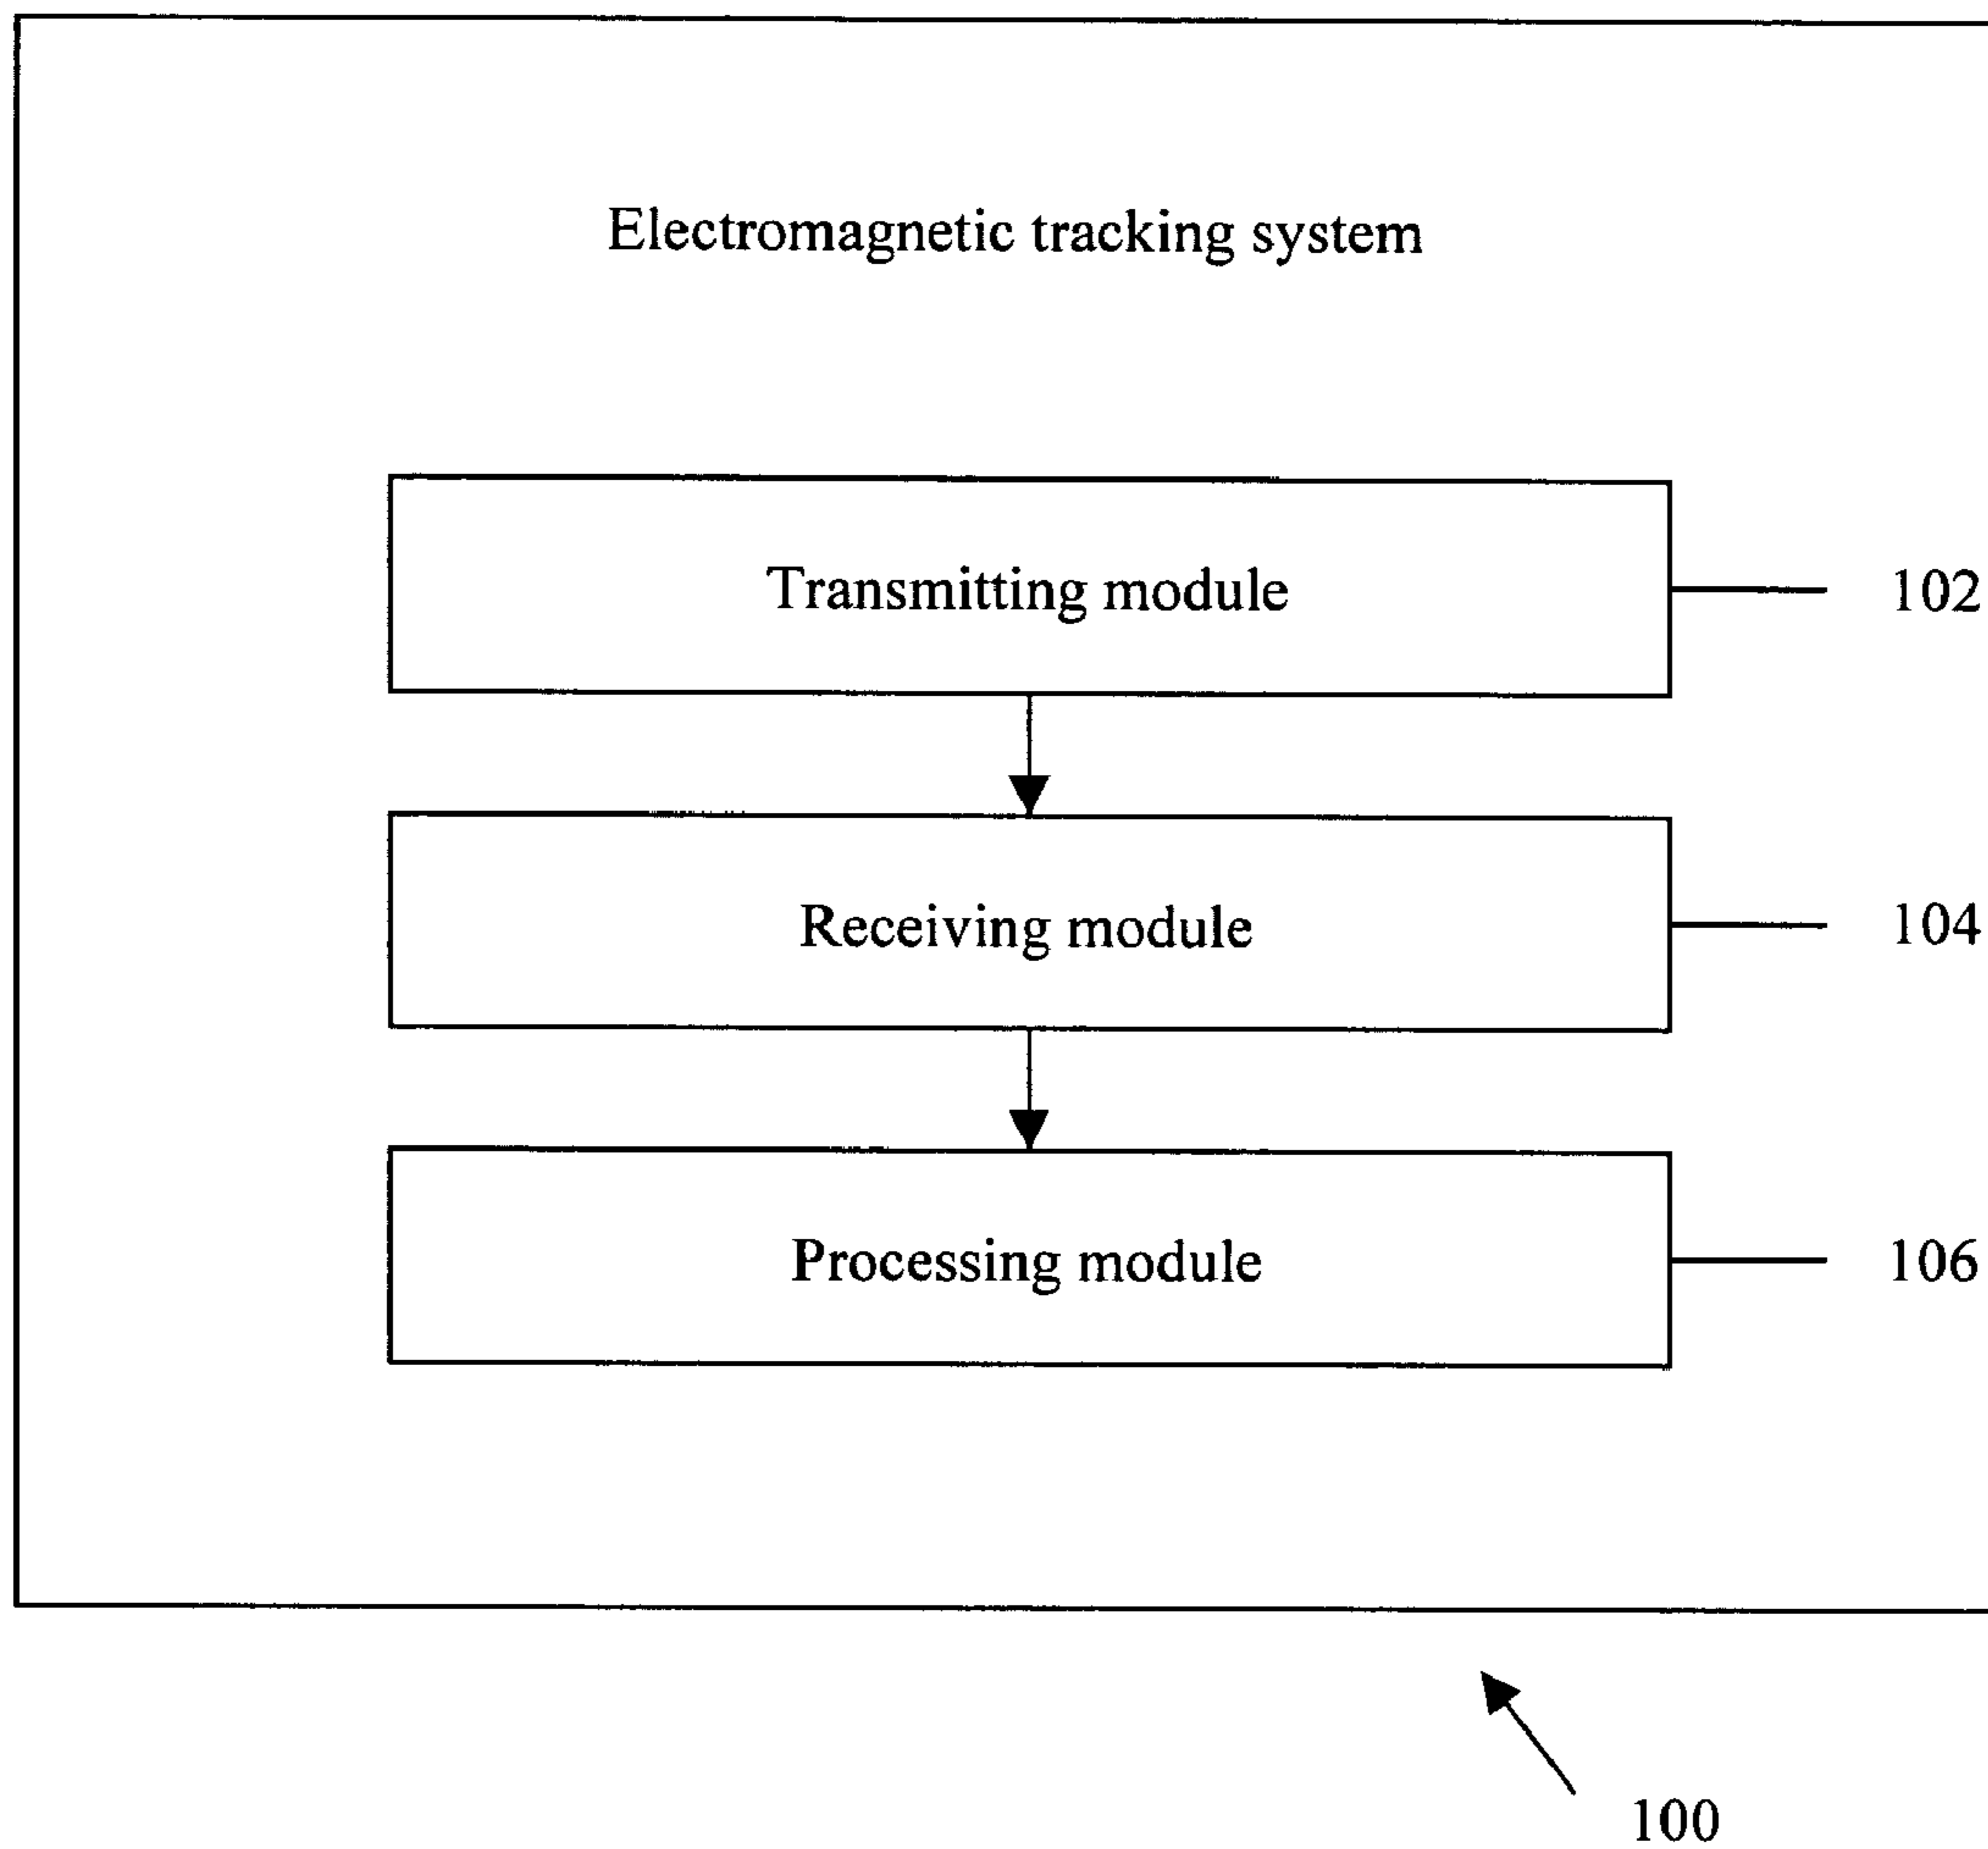 Electromagnetic tracking system
Transmitting module
102
Receiving module
104
Processing module
106
100